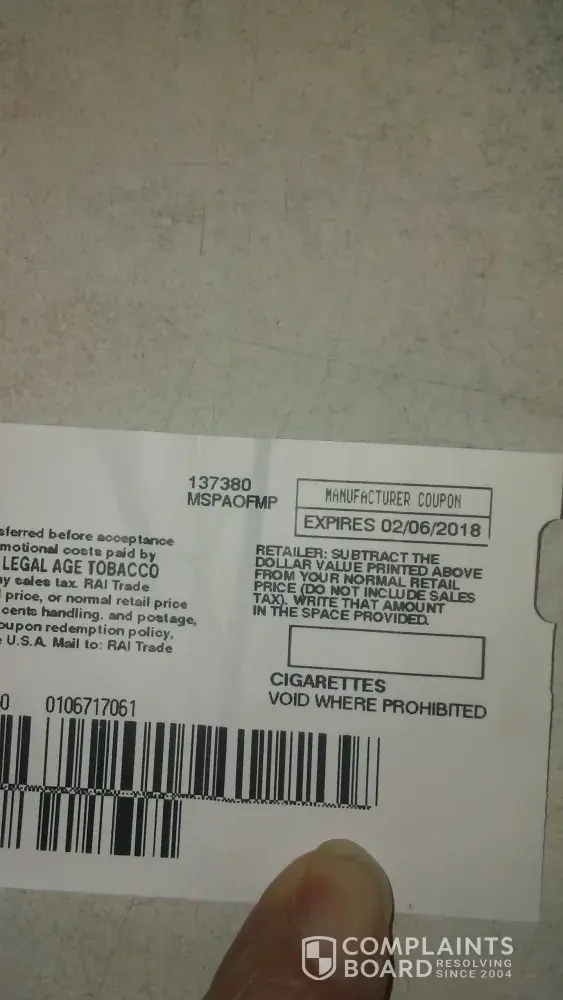 137380
MSPAOFMP
MANUFACTURER COUPON
EXPIRES 02/06/2018
sferred before acceptance
motional costs paid by
LEGAL AGE TOBACCO
y sales tax. RAI Trade
price, or normal retail price
cents handling, and postage,
oupon redemption policy,
U.S.A. Mail to: RAI Trade
RETAILER: SUBTRACT THE
DOLLAR VALUE PRINTED ABOVE
FROM YOUR NORMAL RETAIL
PRICE (DO NOT INCLUDE SALES
TAX). WRITE THAT AMOUNT
IN THE SPACE PROVIDED.
CIGARETTES
VOID WHERE PROHIBITED
0 0106717061
COMPLAINTS
BOARD RESOLVING
SINCE 2004